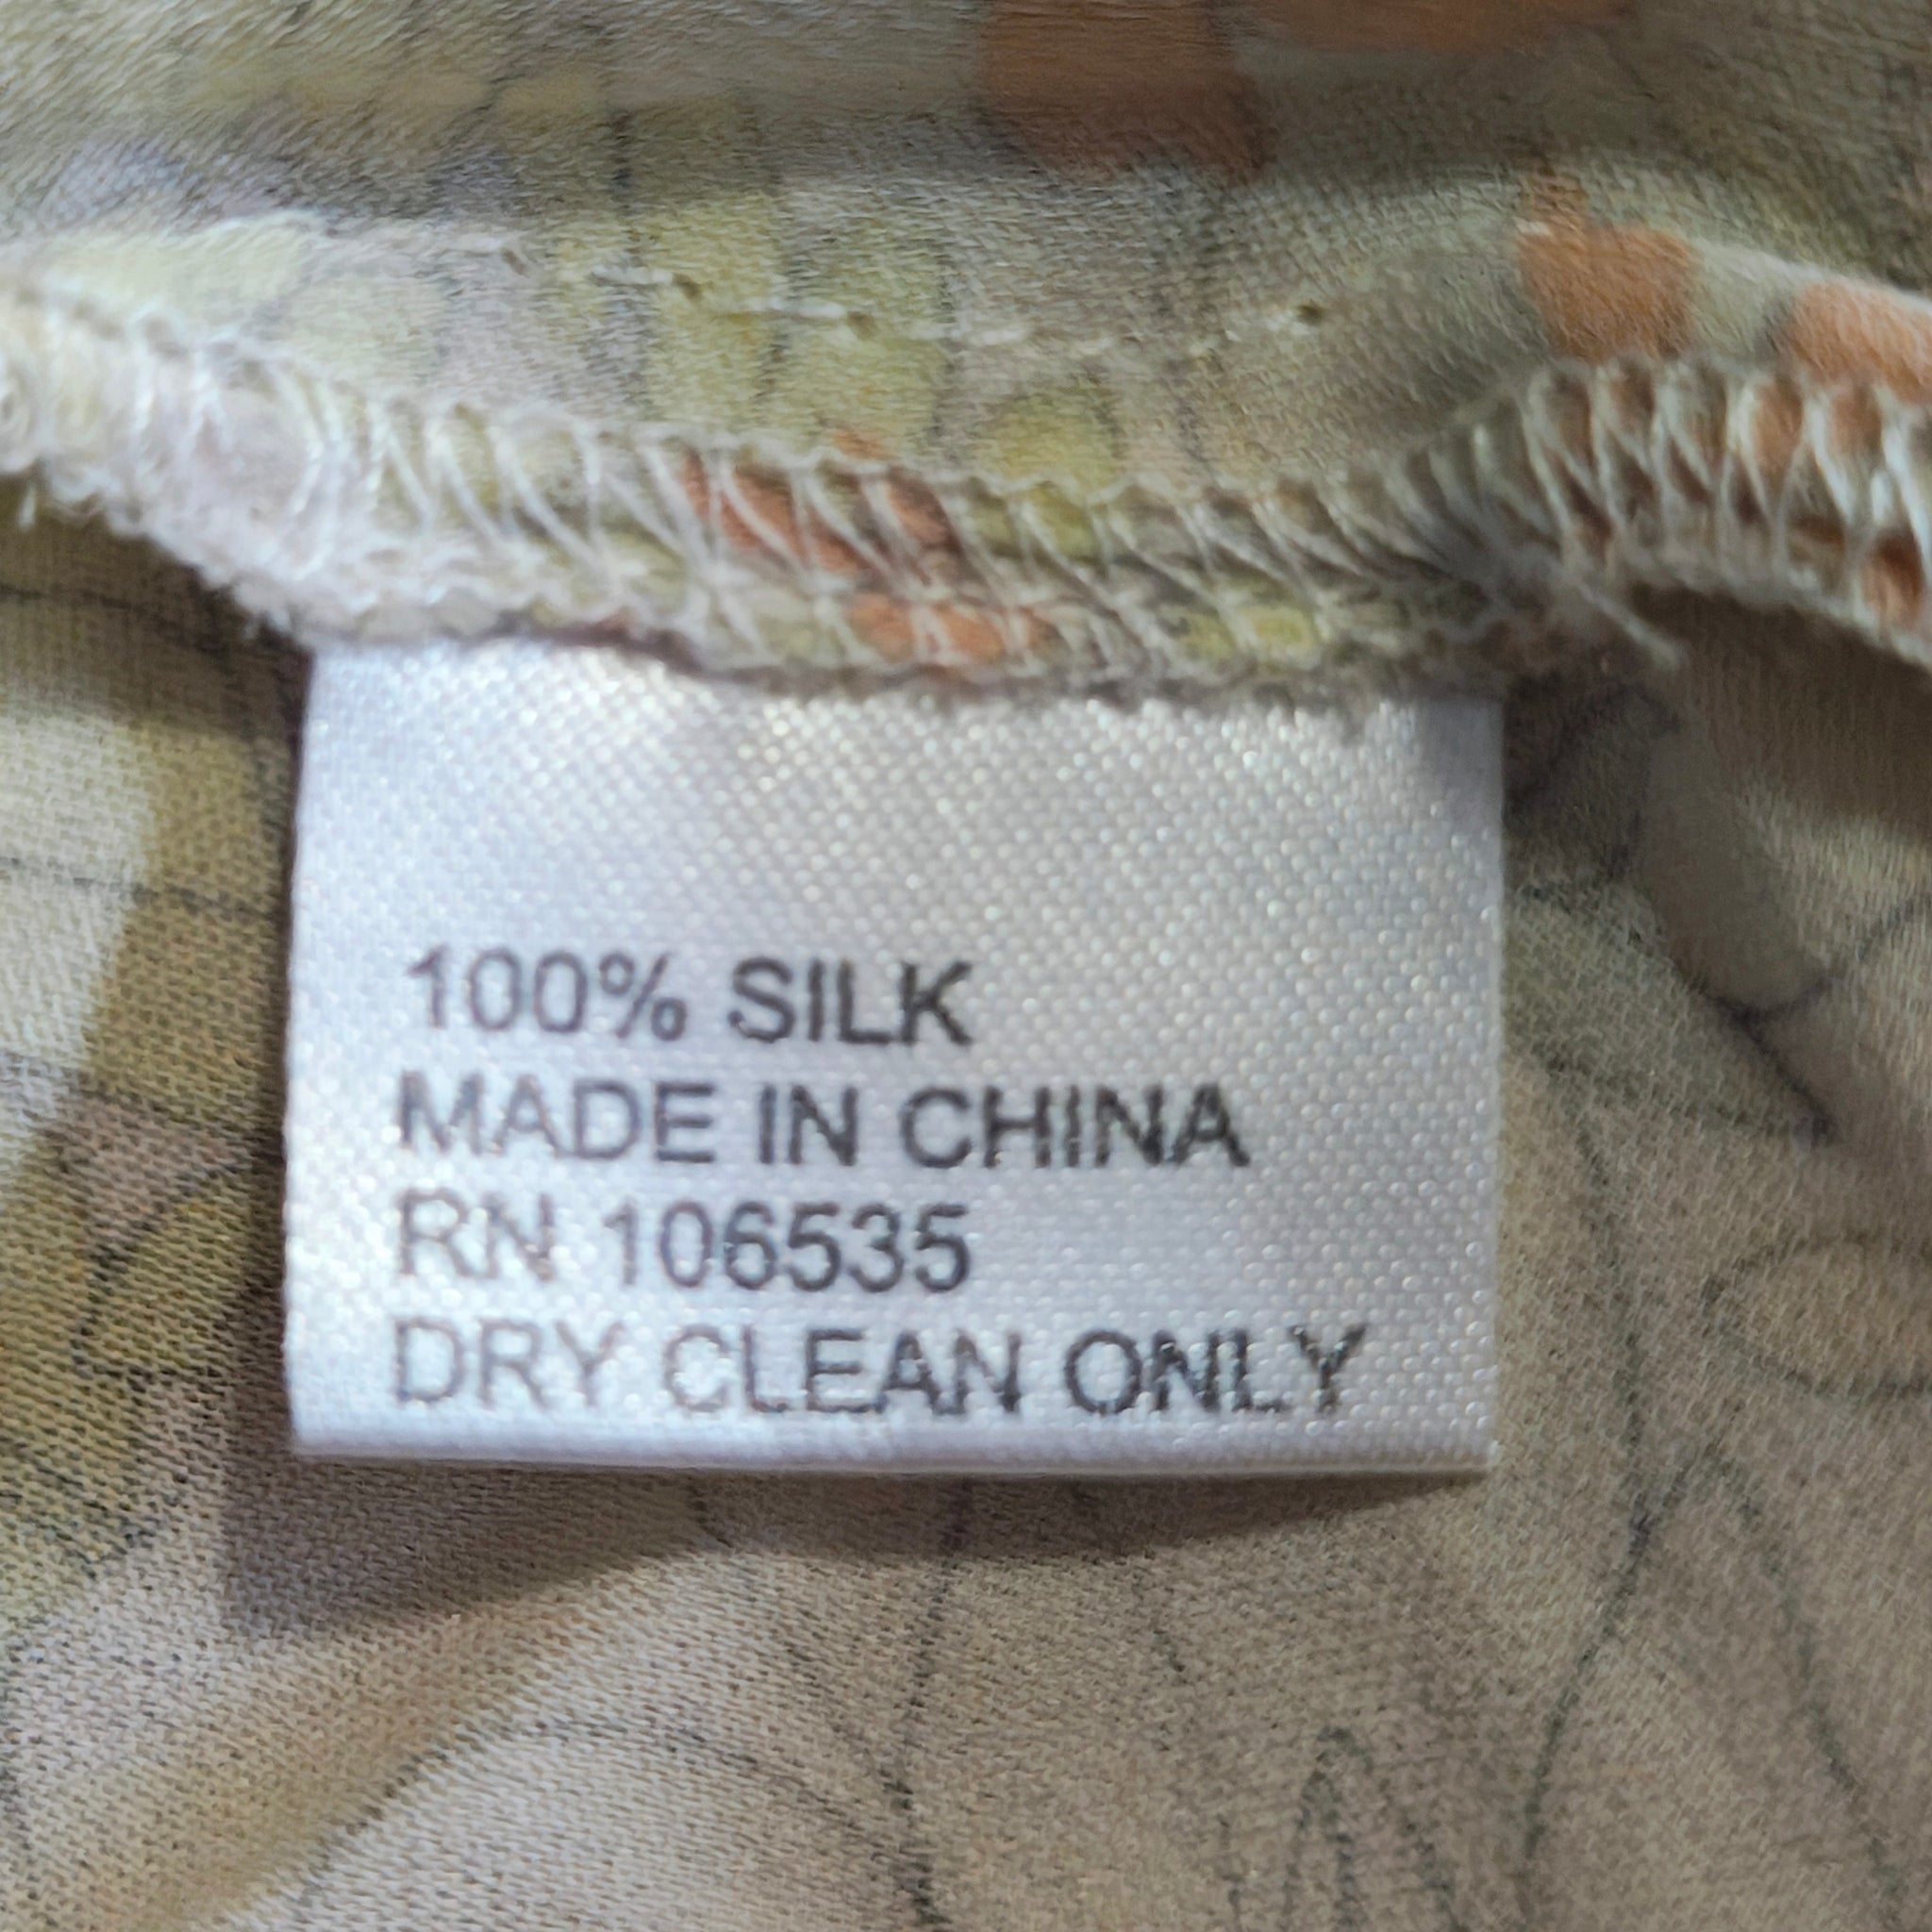 100% SILK
MADE IN CHINA
RN 106535
DRY CLEAN ONLY